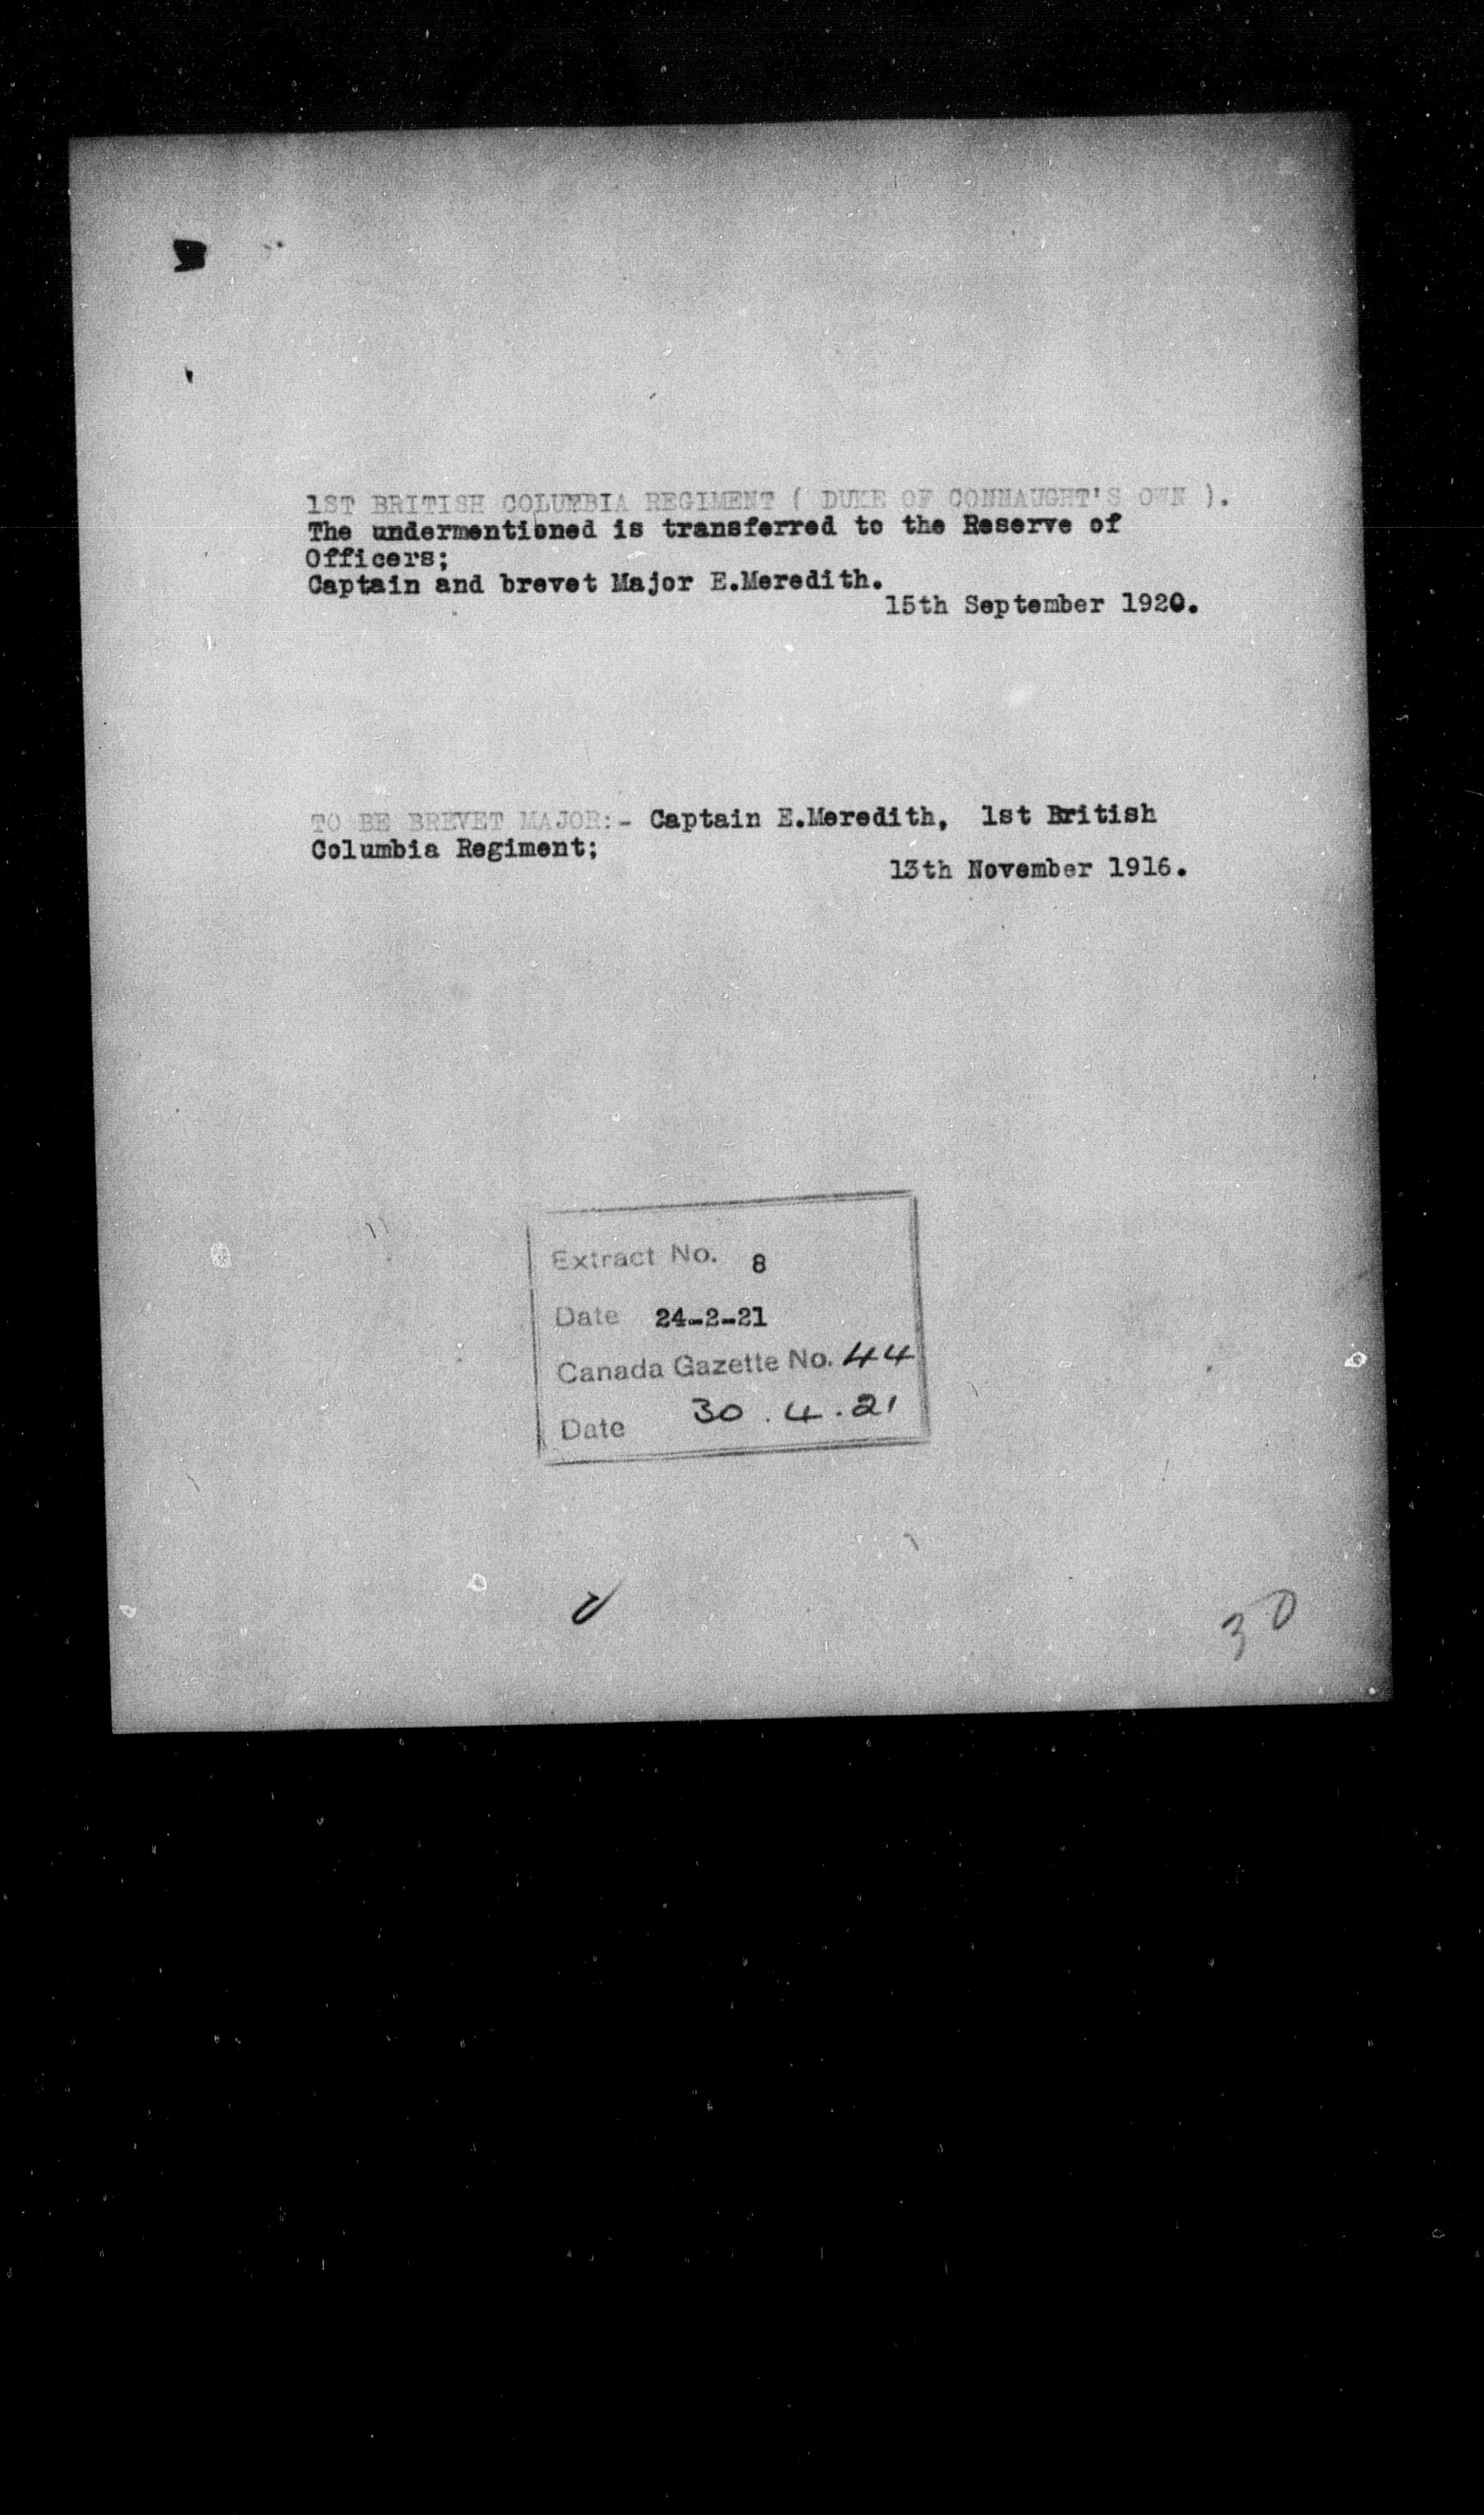 1ST BRITISH COLUMBIA REGIMENT ( DUKE OF CONNAUGHT'S OWN ).
The undermentioned is transferred to the Reserve of
Officers;
Captain and brevet Major E.Meredith.
15th September 1920.
TO BE BREVET MAJOR:- Captain E.Meredith, 1st British
Columbia Regiment;
13th November 1916.
Extract No. 8
Date 24-2-21
Canada Gazette No. 44
Date 30.4.21
30